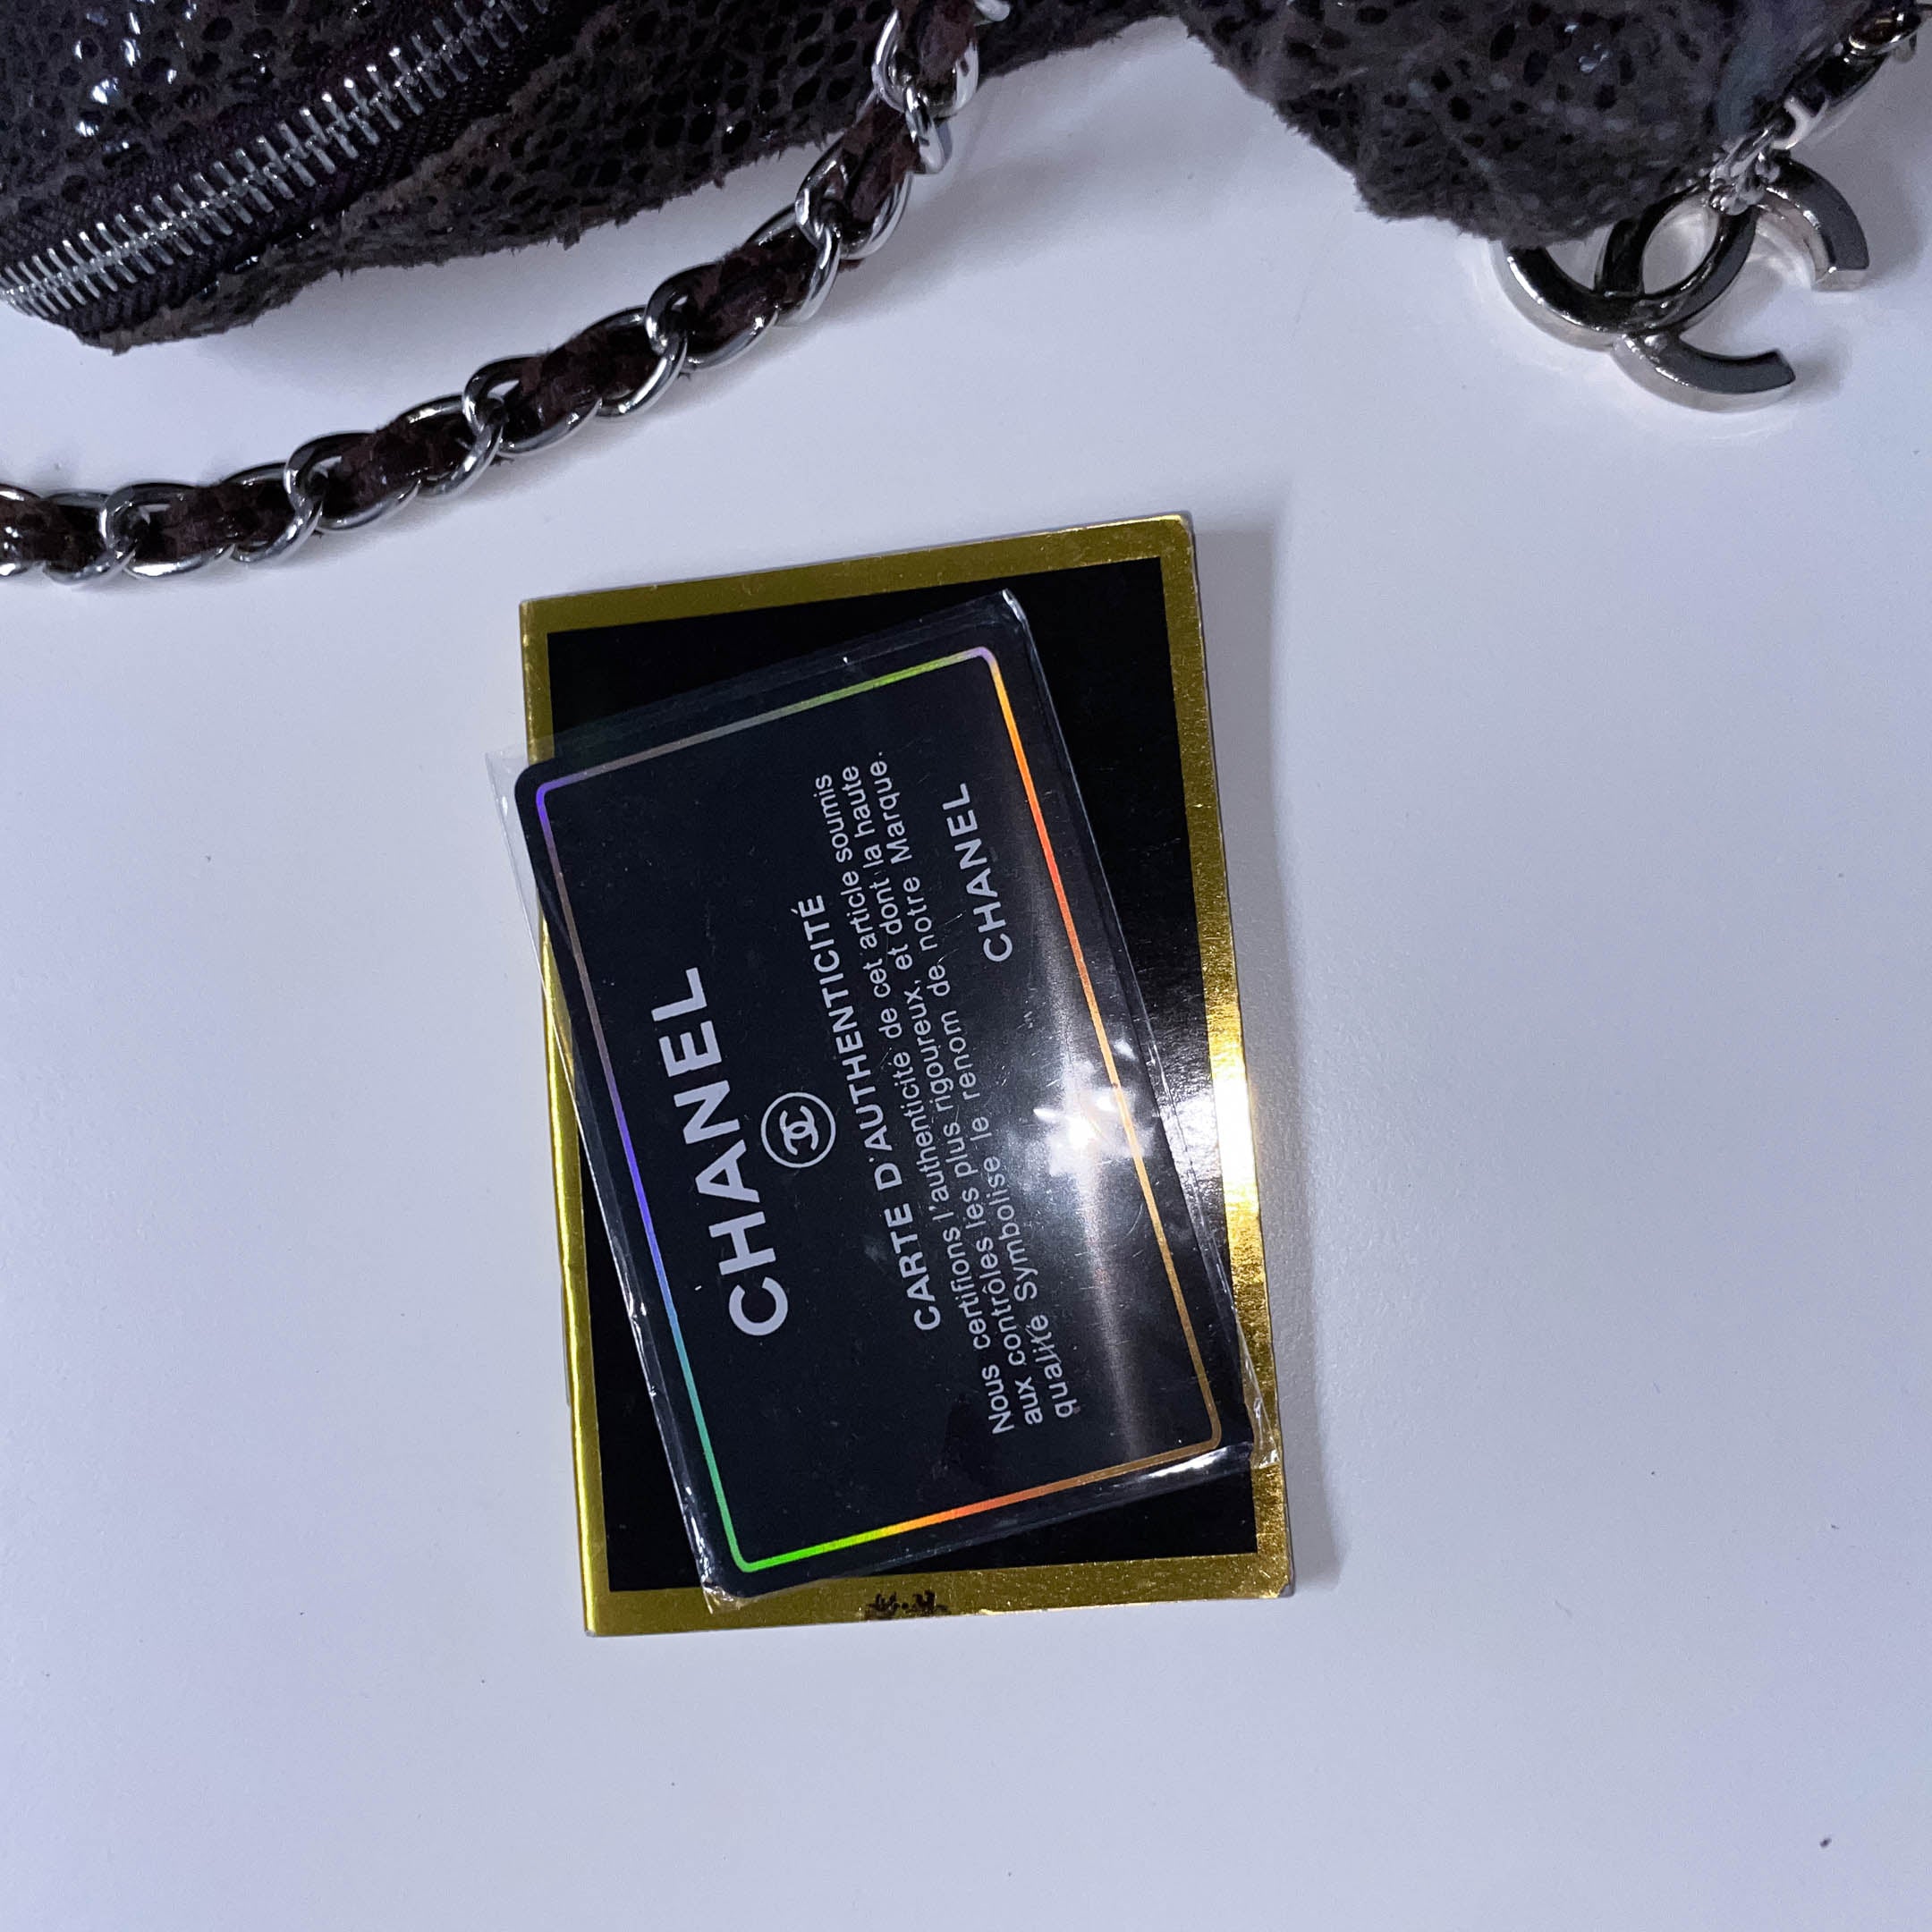 CHANEL
CARTE D'AUTHENTICITÉ
Nous certifions l'authenticité de cet article soumis
aux contrôles les plus rigoureux, et dont la haute
qualité Symbolise le renom de notre Marque.
CHANEL